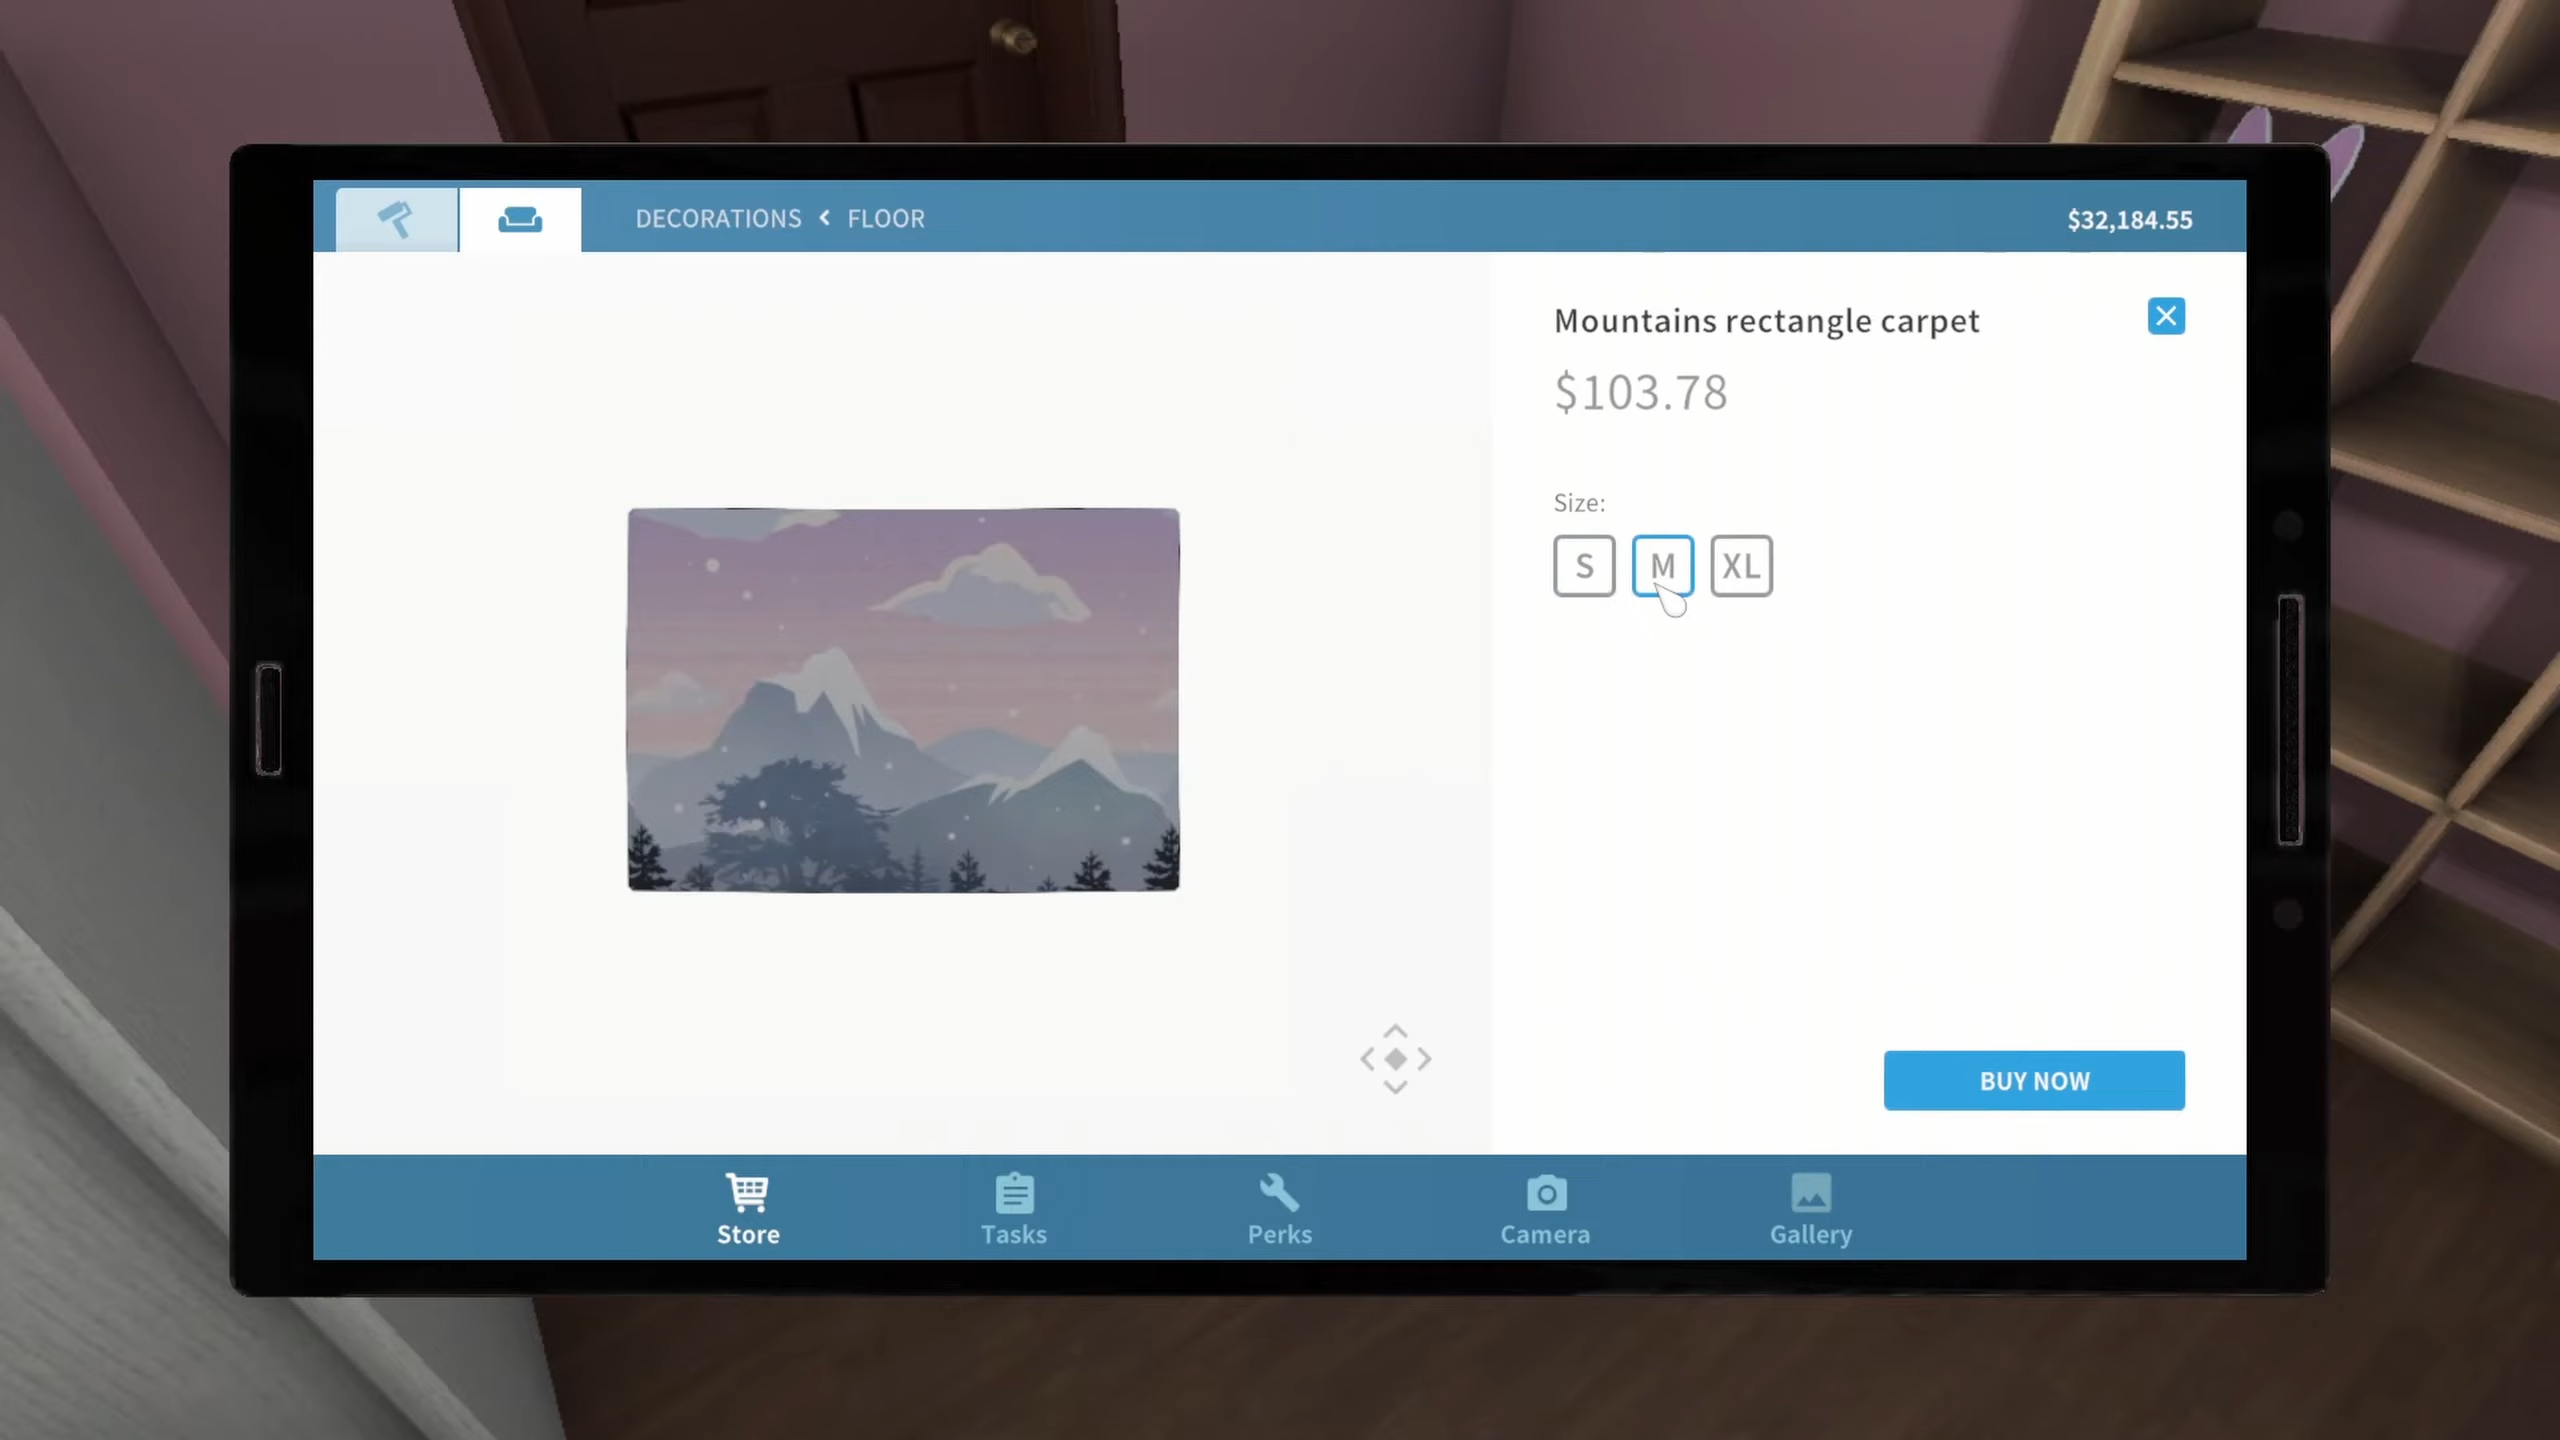 DECORATIONS < FLOOR
$32,184.55
Mountains rectangle carpet
$103.78
Size:
S M XL
BUY NOW
Store Tasks Perks Camera Gallery